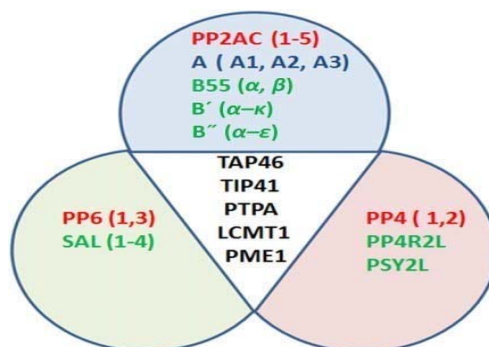 PP2AC (1-5)
A ( A1, A2, A3)
B55 (α, β)
B′ (α–κ)
B″ (α–ε)
TAP46
TIP41
PTPA
LCMT1
PME1
PP6 (1,3)
SAL (1-4)
PP4 ( 1,2)
PP4R2L
PSY2L